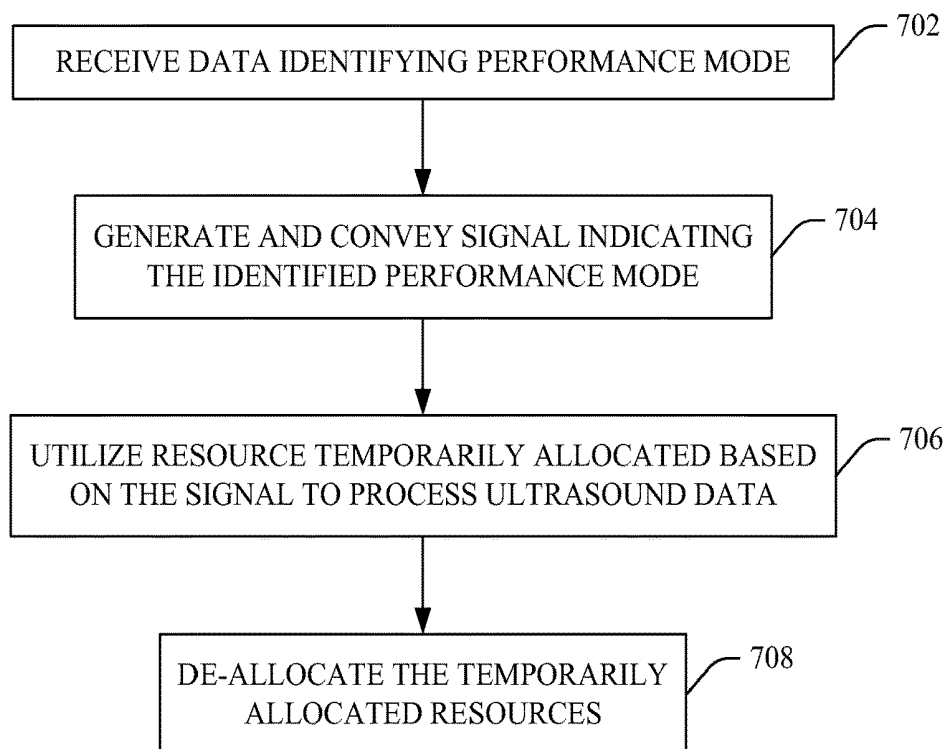 702
RECEIVE DATA IDENTIFYING PERFORMANCE MODE
704
GENERATE AND CONVEY SIGNAL INDICATING
THE IDENTIFIED PERFORMANCE MODE
706
UTILIZE RESOURCE TEMPORARILY ALLOCATED BASED
ON THE SIGNAL TO PROCESS ULTRASOUND DATA
708
DE-ALLOCATE THE TEMPORARILY
ALLOCATED RESOURCES